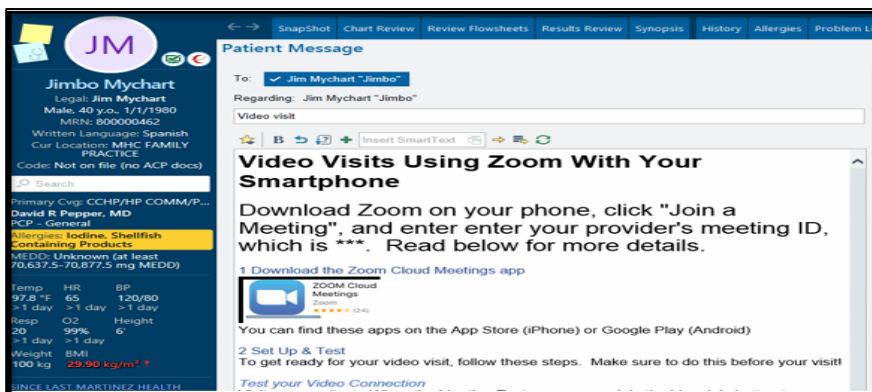 SnapShot Chart Review Review Flowsheets Results Review Synopsis History Allergies Problem Li
JM
Jimbo Mychart
Legal: Jim Mychart
Male, 40 y.o., 1/1/1980
MRN: 800000462
Written Language: Spanish
Cur Location: MHC FAMILY
PRACTICE
Code: Not on file (no ACP docs)
Search
Primary Cvg: CCHP/HP COMM/P...
David R Pepper, MD
PCP - General
Allergies: Iodine, Shellfish
Containing Products
MEDD: Unknown (at least
70,637.5-70,877.5 mg MEDD)
Temp HR BP
97.8 °F 65 120/80
>1 day >1 day >1 day
Resp O2 Height
20 99% 6'
>1 day >1 day
Weight BMI
100 kg 29.90 kg/m² ↑
SINCE LAST MARTINEZ HEALTH
Patient Message
To: Jim Mychart "Jimbo"
Regarding: Jim Mychart "Jimbo"
Video visit
B Insert SmartText
Video Visits Using Zoom With Your
Smartphone
Download Zoom on your phone, click "Join a
Meeting", and enter enter your provider's meeting ID,
which is ***. Read below for more details.
1 Download the Zoom Cloud Meetings app
ZOOM Cloud
Meetings
Zoom
(24)
You can find these apps on the App Store (iPhone) or Google Play (Android)
2 Set Up & Test
To get ready for your video visit, follow these steps. Make sure to do this before your visit!
Test your Video Connection